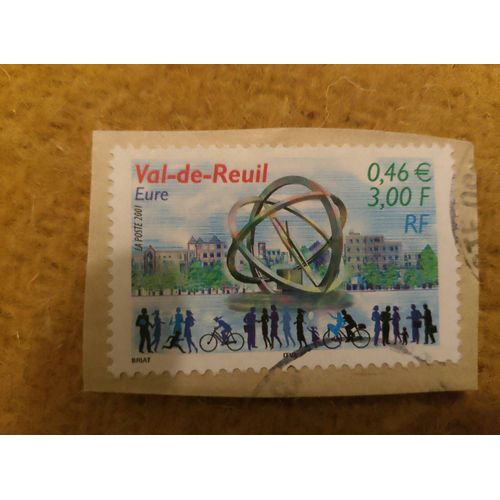 Val-de-Reuil
Eure
0,46 €
3,00 F
RF
LA POSTE 2001
BRIAT